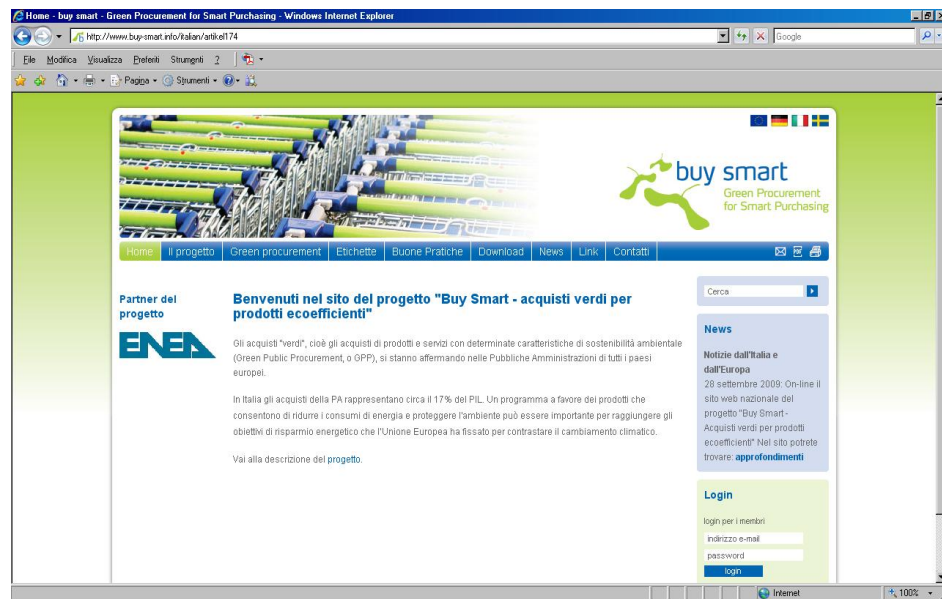 Home - buy smart - Green Procurement for Smart Purchasing - Windows Internet Explorer
http://www.buy-smart.info/italian/artikel174
Google
File Modifica Visualizza Preferiti Strumenti ?
Pagina Strumenti
buy smart
Green Procurement
for Smart Purchasing
Home Il progetto Green procurement Etichette Buone Pratiche Download News Link Contatti
Partner del
progetto
ENEA
Benvenuti nel sito del progetto "Buy Smart - acquisti verdi per
prodotti ecoefficienti"
Gli acquisti "verdi", cioè gli acquisti di prodotti e servizi con determinate caratteristiche di sostenibilità ambientale
(Green Public Procurement, o GPP), si stanno affermando nelle Pubbliche Amministrazioni di tutti i paesi
europei.
In Italia gli acquisti della PA rappresentano circa il 17% del PIL. Un programma a favore dei prodotti che
consentono di ridurre i consumi di energia e proteggere l'ambiente può essere importante per raggiungere gli
obiettivi di risparmio energetico che l'Unione Europea ha fissato per contrastare il cambiamento climatico.
Vai alla descrizione del progetto.
Cerca
News
Notizie dall'Italia e
dall'Europa
28 settembre 2009: On-line il
sito web nazionale del
progetto "Buy Smart -
Acquisti verdi per prodotti
ecoefficienti" Nel sito potrete
trovare: approfondimenti
Login
login per i membri
indirizzo e-mail
password
login
Internet
100%